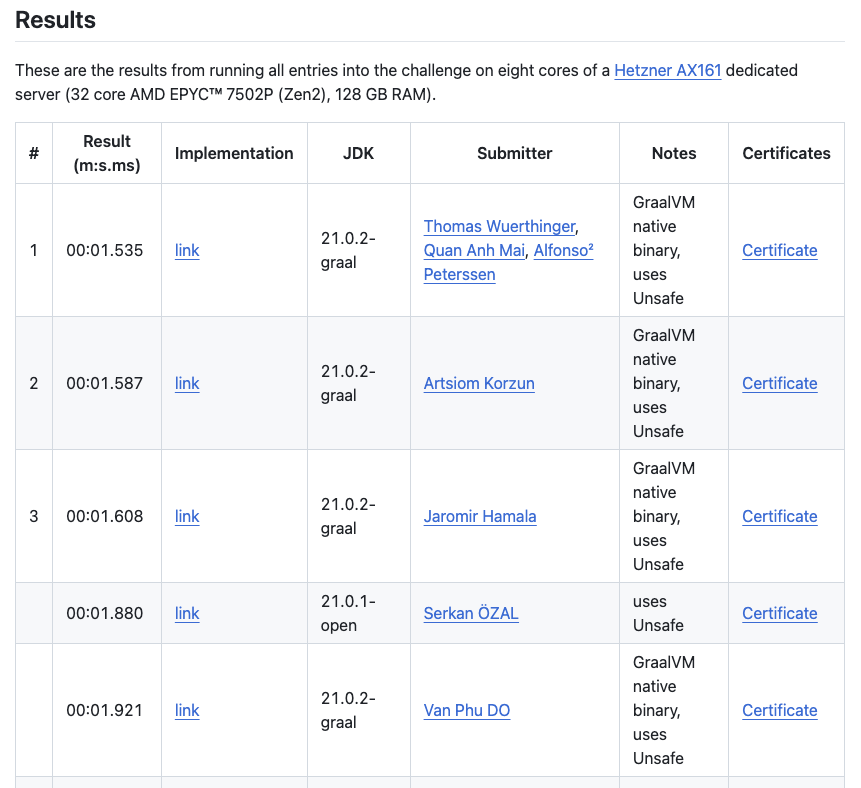 Results
These are the results from running all entries into the challenge on eight cores of a Hetzner AX161 dedicated
server (32 core AMD EPYC™ 7502P (Zen2), 128 GB RAM).
# Result (m:s.ms) Implementation JDK Submitter Notes Certificates
1 00:01.535 link 21.0.2-graal Thomas Wuerthinger, Quan Anh Mai, Alfonso² Peterssen GraalVM native binary, uses Unsafe Certificate
2 00:01.587 link 21.0.2-graal Artsiom Korzun GraalVM native binary, uses Unsafe Certificate
3 00:01.608 link 21.0.2-graal Jaromir Hamala GraalVM native binary, uses Unsafe Certificate
00:01.880 link 21.0.1-open Serkan ÖZAL uses Unsafe Certificate
00:01.921 link 21.0.2-graal Van Phu DO GraalVM native binary, uses Unsafe Certificate